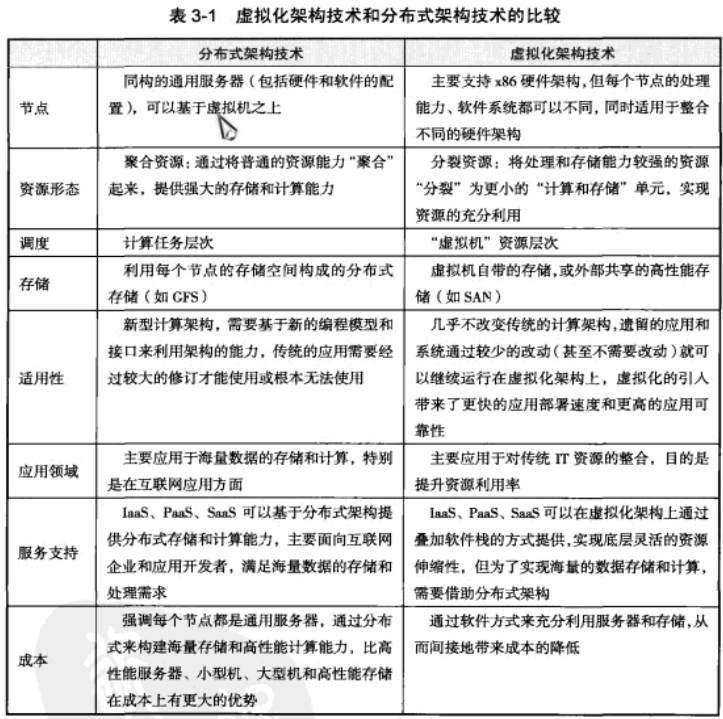 表 3-1 虚拟化架构技术和分布式架构技术的比较
分布式架构技术
虚拟化架构技术
节点
同构的通用服务器（包括硬件和软件的配
置），可以基于虚拟机之上
主要支持 x86 硬件架构，但每个节点的处理
能力、软件系统都可以不同，同时适用于整合
不同的硬件架构
资源形态
聚合资源：通过将普通的资源能力“聚合”
起来，提供强大的存储和计算能力
分裂资源：将处理和存储能力较强的资源
“分裂”为更小的“计算和存储”单元，实现
资源的充分利用
调度
计算任务层次
“虚拟机”资源层次
存储
利用每个节点的存储空间构成的分布式
存储（如 GFS）
虚拟机自带的存储，或外部共享的高性能存
储（如 SAN）
适用性
新型计算架构，需要基于新的编程模型和
接口来利用架构的能力，传统的应用需要经
过较大的修订才能使用或根本无法使用
几乎不改变传统的计算架构，遗留的应用和
系统通过较少的改动（甚至不需要改动）就可
以继续运行在虚拟化架构上，虚拟化的引入
带来了更快的应用部署速度和更高的应用可
靠性
应用领域
主要应用于海量数据的存储和计算，特别
是在互联网应用方面
主要应用于对传统 IT 资源的整合，目的是
提升资源利用率
服务支持
IaaS、PaaS、SaaS 可以基于分布式架构提
供分布式存储和计算能力，主要面向互联网
企业和应用开发者，满足海量数据的存储和
处理需求
IaaS、PaaS、SaaS 可以在虚拟化架构上通过
叠加软件栈的方式提供，实现底层灵活的资源
伸缩性，但为了实现海量的数据存储和计算，
需要借助分布式架构
成本
强调每个节点都是通用服务器，通过分布
式来构建海量存储和高性能计算能力，比高
性能服务器、小型机、大型机和高性能存储
在成本上有更大的优势
通过软件方式来充分利用服务器和存储，从
而间接地带来成本的降低